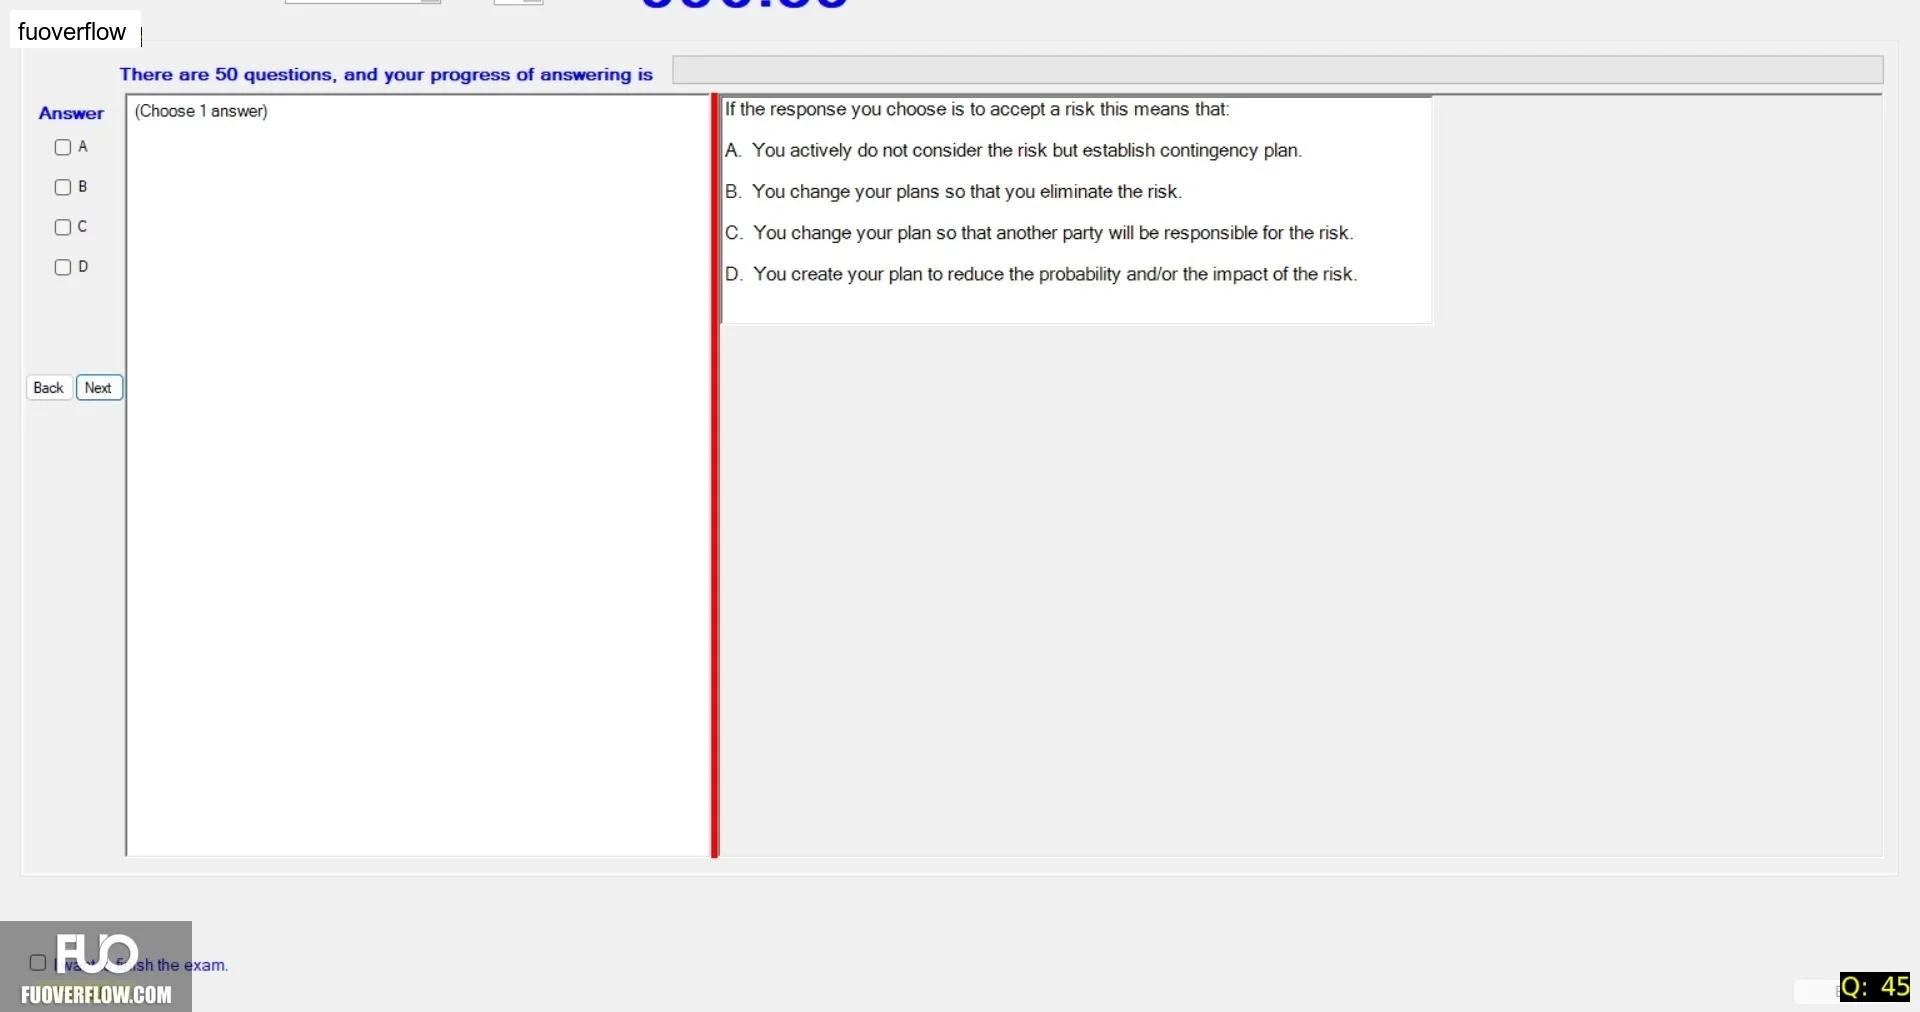 fuoverflow
There are 50 questions, and your progress of answering is
Answer
(Choose 1 answer)
A
B
C
D
Back
Next
If the response you choose is to accept a risk this means that:
A. You actively do not consider the risk but establish contingency plan.
B. You change your plans so that you eliminate the risk.
C. You change your plan so that another party will be responsible for the risk.
D. You create your plan to reduce the probability and/or the impact of the risk.
FUO
the exam.
FUOVERFLOW.COM
Q: 45